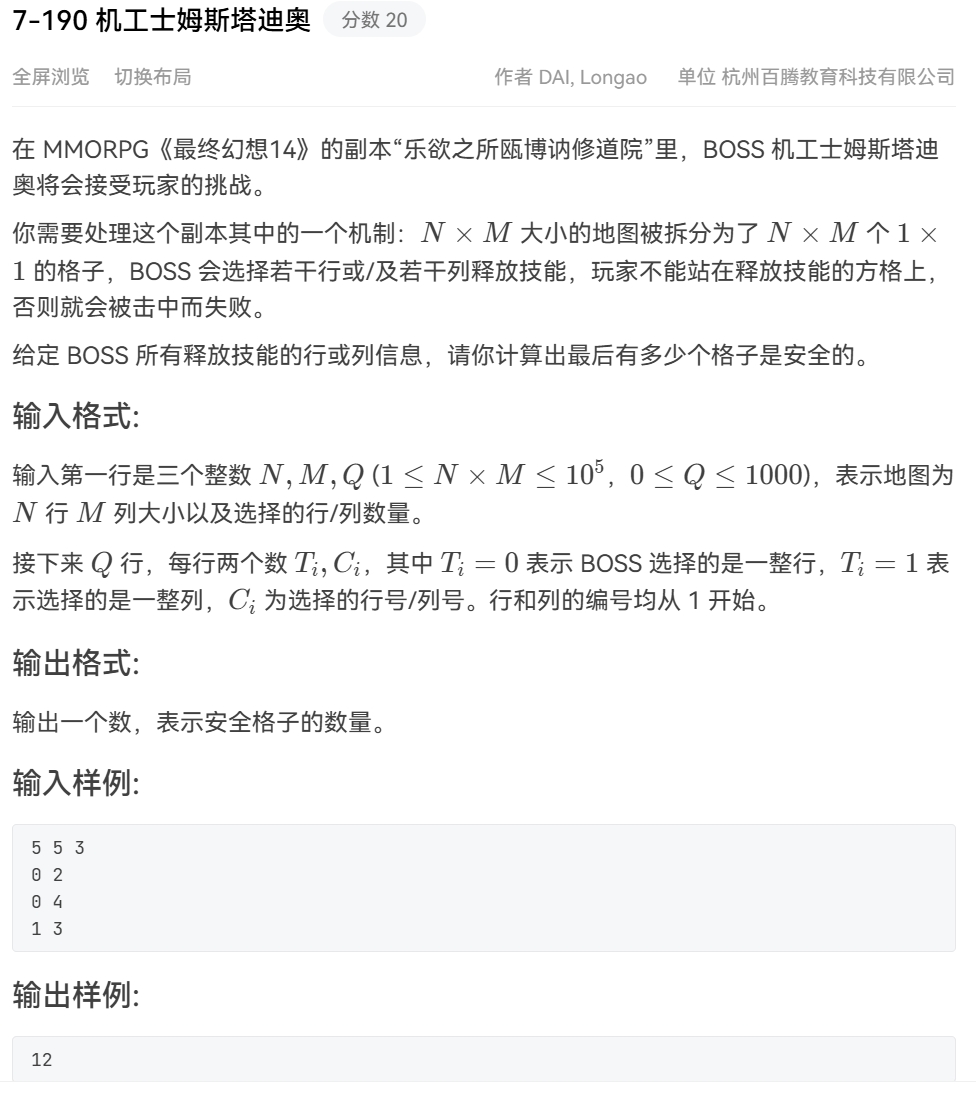 7-190 机工士姆斯塔迪奥 分数 20
全屏浏览 切换布局 作者 DAI, Longao 单位 杭州百腾教育科技有限公司
在 MMORPG《最终幻想14》的副本“乐欲之所瓯博讷修道院”里，BOSS 机工士姆斯塔迪
奥将会接受玩家的挑战。
你需要处理这个副本其中的一个机制：N × M 大小的地图被拆分为了 N × M 个 1 ×
1 的格子，BOSS 会选择若干行或/及若干列释放技能，玩家不能站在释放技能的方格上，
否则就会被击中而失败。
给定 BOSS 所有释放技能的行或列信息，请你计算出最后有多少个格子是安全的。
输入格式:
输入第一行是三个整数 N, M, Q (1 ≤ N × M ≤ 10⁵，0 ≤ Q ≤ 1000)，表示地图为
N 行 M 列大小以及选择的行/列数量。
接下来 Q 行，每行两个数 Tᵢ, Cᵢ，其中 Tᵢ = 0 表示 BOSS 选择的是一整行，Tᵢ = 1 表
示选择的是一整列，Cᵢ 为选择的行号/列号。行和列的编号均从 1 开始。
输出格式:
输出一个数，表示安全格子的数量。
输入样例:
5 5 3
0 2
0 4
1 3
输出样例:
12